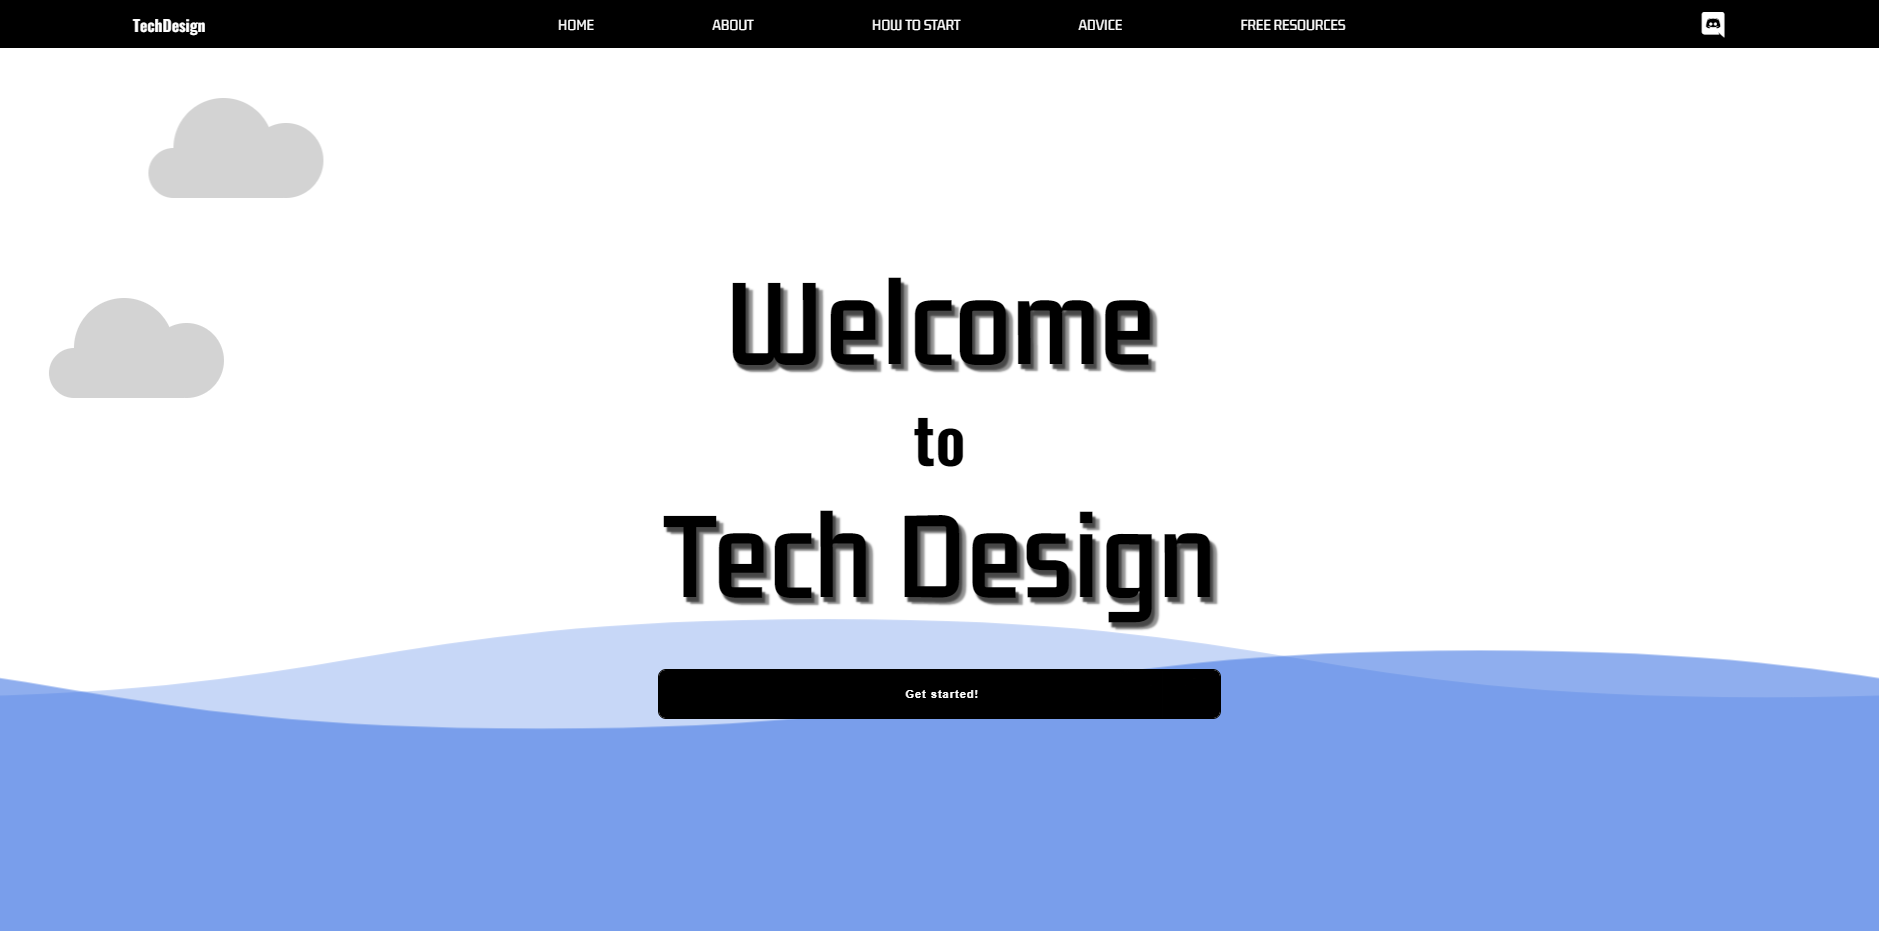 TechDesign HOME ABOUT HOW TO START ADVICE FREE RESOURCES
Welcome
to
Tech Design
Get started!